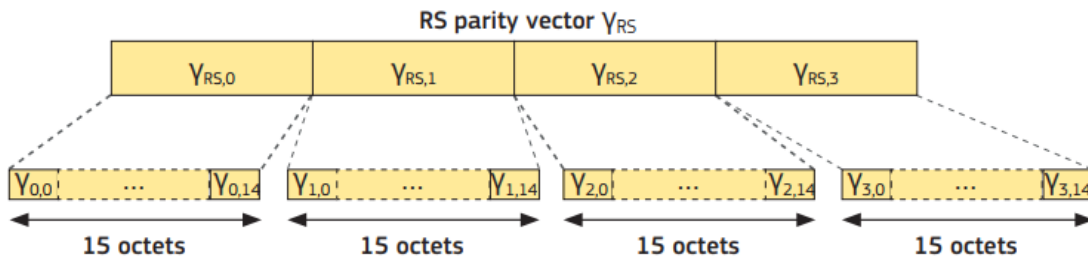 RS parity vector γRS
γRS,0 γRS,1 γRS,2 γRS,3
γ0,0 ... γ0,14 γ1,0 ... γ1,14 γ2,0 ... γ2,14 γ3,0 ... γ3,14
15 octets 15 octets 15 octets 15 octets